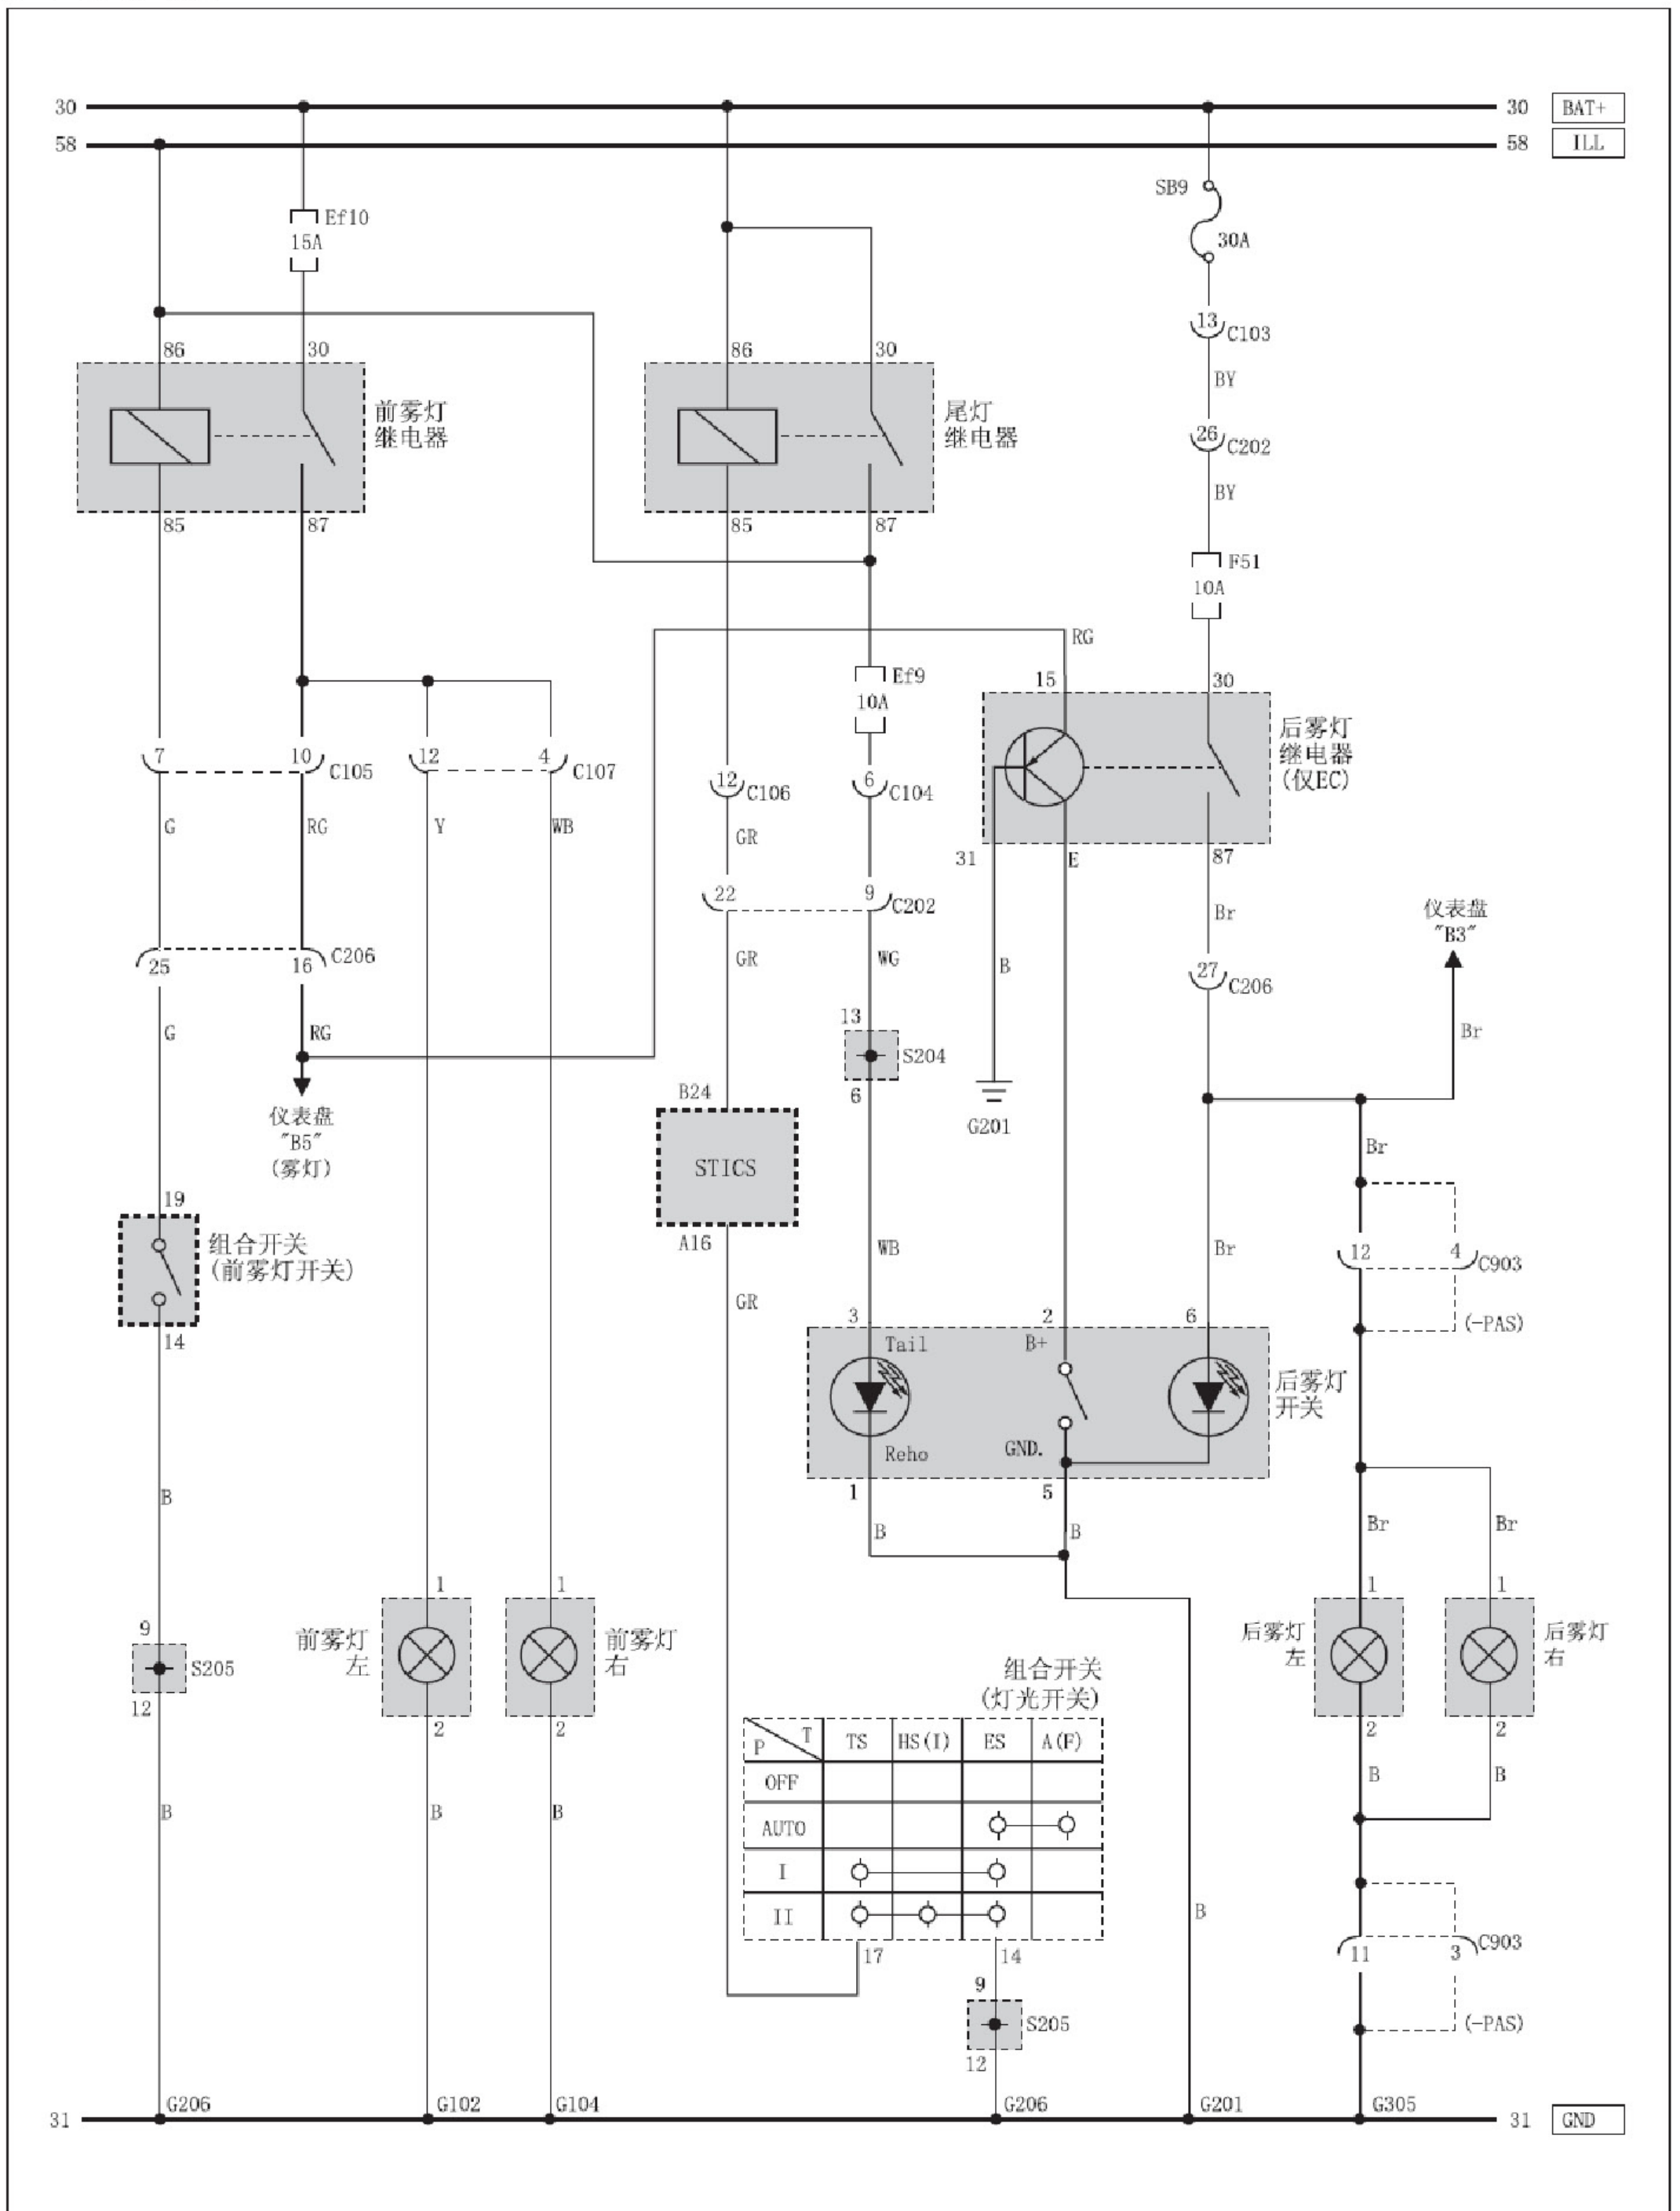 30
30
BAT+
58
58
ILL
Ef10
15A
SB9
30A
13
C103
BY
26
C202
BY
F51
10A
86
30
前雾灯
继电器
85
87
86
30
尾灯
继电器
85
87
RG
Ef9
10A
15
30
后雾灯
继电器
(仅EC)
31
E
87
7
10
C105
12
4
C107
G
RG
Y
WB
12
C106
GR
6
C104
22
9
C202
GR
WG
B
Br
27
C206
仪表盘
"B3"
Br
25
16
C206
G
RG
仪表盘
"B5"
(雾灯)
13
S204
6
G201
B24
STICS
A16
GR
WB
Br
Br
12
4
C903
(-PAS)
19
组合开关
(前雾灯开关)
14
3
2
6
Tail
B+
Reho
GND.
后雾灯
开关
1
5
B
B
B
Br
Br
9
S205
12
1
前雾灯
左
2
1
前雾灯
右
2
1
后雾灯
左
2
1
后雾灯
右
2
B
B
组合开关
(灯光开关)
P
T
TS
HS(I)
ES
A(F)
OFF
AUTO
I
II
17
14
B
B
B
B
9
S205
12
11
3
C903
(-PAS)
31
G206
G102
G104
G206
G201
G305
31
GND